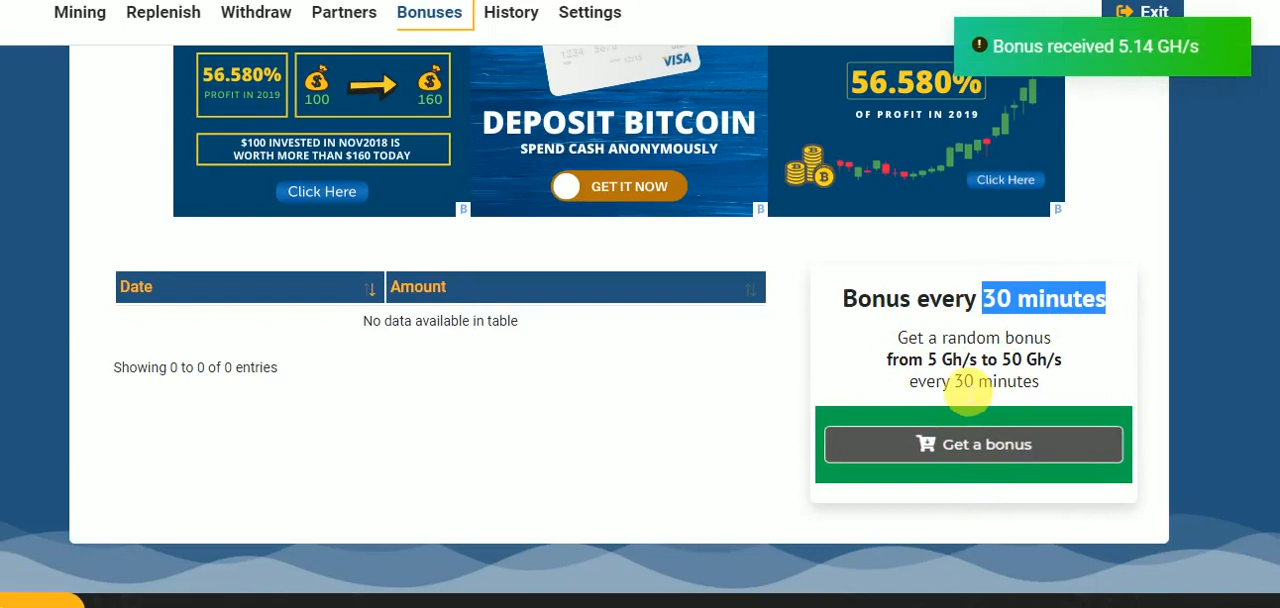 Mining Replenish Withdraw Partners Bonuses History Settings Exit
Bonus received 5.14 GH/s
56.580%
PROFIT IN 2019
100
160
$100 INVESTED IN NOV2018 IS
WORTH MORE THAN $160 TODAY
Click Here
B
1234
VISA
DEPOSIT BITCOIN
SPEND CASH ANONYMOUSLY
GET IT NOW
B
56.580%
OF PROFIT IN 2019
B
Click Here
B
Date Amount
No data available in table
Showing 0 to 0 of 0 entries
Bonus every 30 minutes
Get a random bonus
from 5 Gh/s to 50 Gh/s
every 30 minutes
Get a bonus